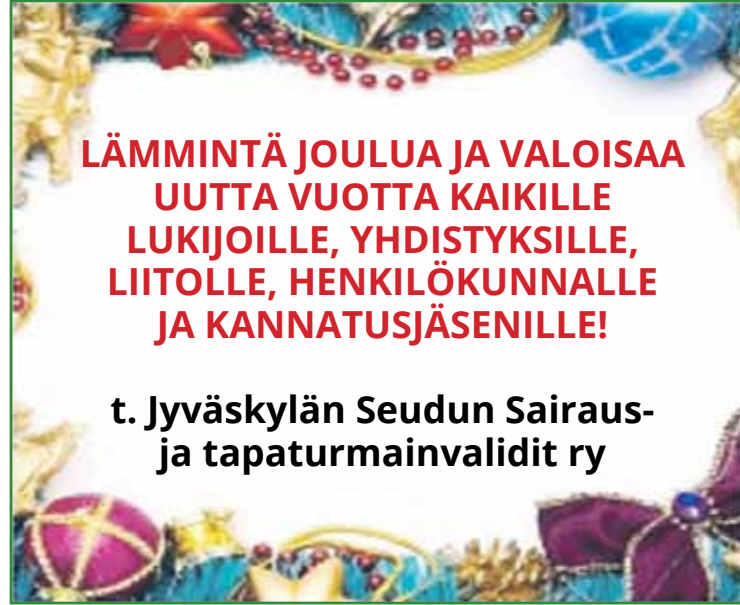 LÄMMINTÄ JOULUA JA VALOISAA
UUTTA VUOTTA KAIKILLE
LUKIJOILLE, YHDISTYKSILLE,
LIITOLLE, HENKILÖKUNNALLE
JA KANNATUSJÄSENILLE!
t. Jyväskylän Seudun Sairaus-
ja tapaturmainvalidit ry